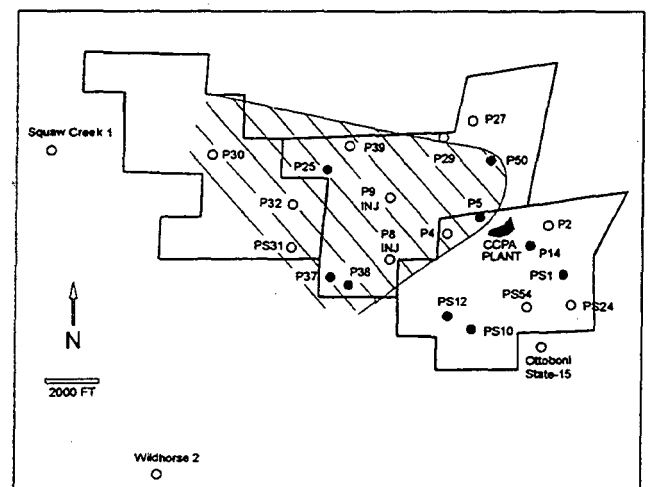 P27
Squaw Creek 1
P39
P29
P30
P50
P25
P9
INJ
P32
P5
P4
P2
P8
INJ
CCPA
PLANT
PS31
P14
PS1
P37
P38
PS54
PS24
PS12
PS10
N
Ottoboni
State-15
2000 FT
Wildhorse 2